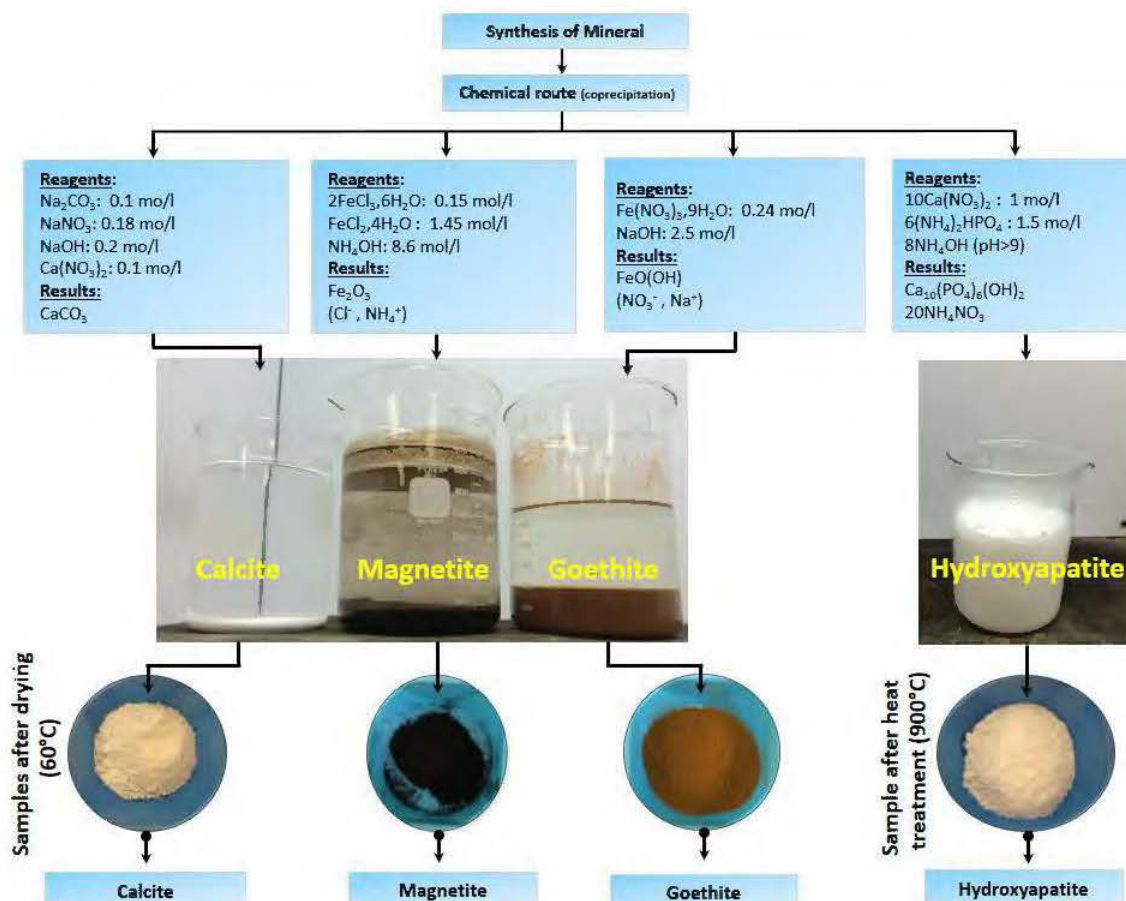 Synthesis of Mineral
Chemical route (coprecipitation)
Reagents:
Na₂CO₃: 0.1 mo/l
NaNO₃: 0.18 mo/l
NaOH: 0.2 mo/l
Ca(NO₃)₂: 0.1 mo/l
Results:
CaCO₃
Reagents:
2FeCl₃,6H₂O: 0.15 mol/l
FeCl₂,4H₂O : 1.45 mol/l
NH₄OH: 8.6 mol/l
Results:
Fe₂O₃
(Cl⁻ , NH₄⁺)
Reagents:
Fe(NO₃)₃,9H₂O: 0.24 mo/l
NaOH: 2.5 mo/l
Results:
FeO(OH)
(NO₃⁻ , Na⁺)
Reagents:
10Ca(NO₃)₂ : 1 mo/l
6(NH₄)₂HPO₄ : 1.5 mo/l
8NH₄OH (pH>9)
Results:
Ca₁₀(PO₄)₆(OH)₂
20NH₄NO₃
Calcite
Magnetite
Goethite
Hydroxyapatite
Samples after drying
(60°C)
Sample after heat
treatment (900°C)
Calcite
Magnetite
Goethite
Hydroxyapatite